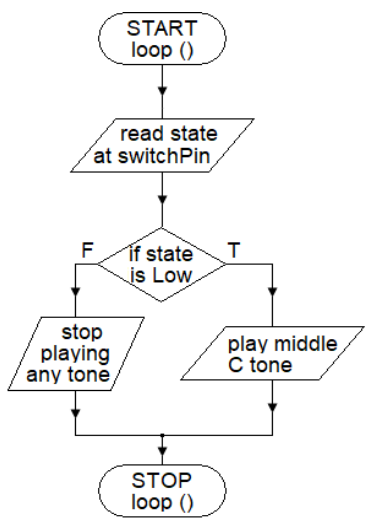 START
loop ()
read state
at switchPin
F
if state
is Low
T
stop
playing
any tone
play middle
C tone
STOP
loop ()